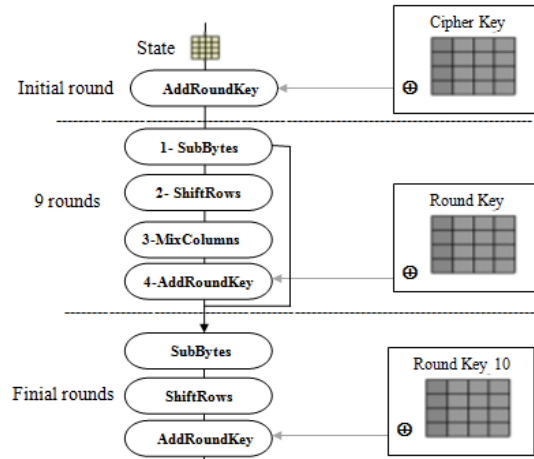 Cipher Key
State
⊕
Initial round
AddRoundKey
1- SubBytes
2- ShiftRows
9 rounds
Round Key
3-MixColumns
4-AddRoundKey
⊕
SubBytes
Round Key_10
Finial rounds
ShiftRows
AddRoundKey
⊕